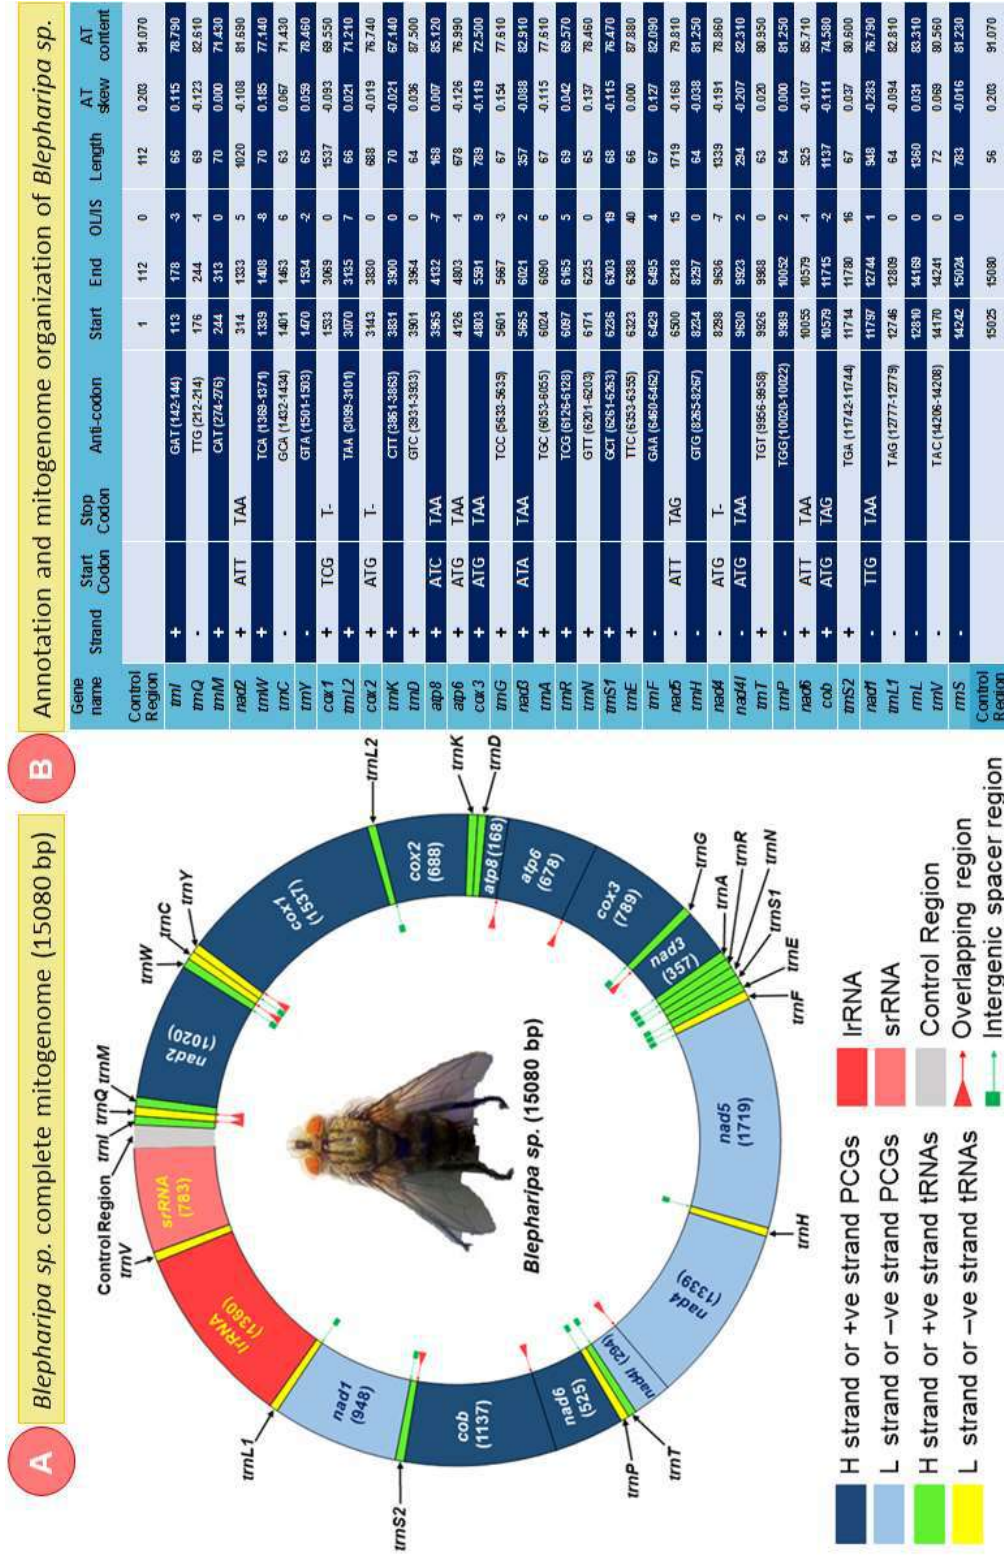 A
Blepharipa sp. complete mitogenome (15080 bp)
Control Region
trnI
trnQ
trnM
nad2
(1020)
trnW
trnC
trnY
cox1
(1537)
trnL2
cox2
(688)
trnK
trnD
atp8 (168)
atp6
(678)
cox3
(789)
trnG
nad3
(357)
trnA
trnR
trnN
trnS1
trnE
trnF
nad5
(1719)
trnH
nad4
(1339)
nad4l (294)
trnT
trnP
nad6
(525)
cob
(1137)
trnS2
nad1
(948)
trnL1
lrRNA
(1360)
trnV
srRNA
(783)
Blepharipa sp. (15080 bp)
H strand or +ve strand PCGs
L strand or –ve strand PCGs
H strand or +ve strand tRNAs
L strand or –ve strand tRNAs
lrRNA
srRNA
Control Region
Overlapping region
Intergenic spacer region
B
Annotation and mitogenome organization of Blepharipa sp.
Gene name Strand Start Codon Stop Codon Anti-codon Start End OL/IS Length AT skew AT content
Control Region 1 112 0 112 0.203 91.070
trnI + GAT (142-144) 113 178 -3 66 0.115 78.790
trnQ - TTG (212-214) 176 244 -1 69 -0.123 82.610
trnM + CAT (274-276) 244 313 0 70 0.000 71.430
nad2 + ATT TAA 314 1333 5 1020 -0.108 81.690
trnW + TCA (1369-1371) 1339 1408 -8 70 0.185 77.140
trnC - GCA (1432-1434) 1401 1463 6 63 0.067 71.430
trnY - GTA (1501-1503) 1470 1534 -2 65 0.059 78.460
cox1 + TCG T- 1533 3069 0 1537 -0.093 69.550
trnL2 + TAA (3099-3101) 3070 3135 7 66 0.021 71.210
cox2 + ATG T- 3143 3830 0 688 -0.019 76.740
trnK + CTT (3861-3863) 3831 3900 0 70 -0.021 67.140
trnD + GTC (3931-3933) 3901 3964 0 64 0.036 87.500
atp8 + ATC TAA 3965 4132 -7 168 0.007 85.120
atp6 + ATG TAA 4126 4803 -1 678 -0.126 76.990
cox3 + ATG TAA 4803 5591 9 789 -0.119 72.500
trnG + TCC (5633-5635) 5601 5667 -3 67 0.154 77.610
nad3 + ATA TAA 5665 6021 2 357 -0.088 82.910
trnA + TGC (6053-6055) 6024 6090 6 67 -0.115 77.610
trnR + TCG (6126-128) 6097 6165 5 69 0.042 69.570
trnN + GTT (6201-6203) 6171 6235 0 65 0.137 78.460
trnS1 + GCT (6261-6263) 6236 6303 19 68 -0.115 76.470
trnE + TTC (6353-6355) 6323 6388 40 66 0.000 87.880
trnF - GAA (6460-6462) 6429 6495 4 67 0.127 82.090
nad5 - ATT TAG 6500 8218 15 1719 -0.168 79.810
trnH - GTG (8265-8267) 8234 8297 0 64 -0.038 81.250
nad4 - ATG T- 8298 9636 -7 1339 -0.191 78.860
nad4l - ATG TAA 9630 9923 2 294 -0.207 82.310
trnT + TGT (9956-9958) 9926 9988 0 63 0.020 80.950
trnP - TGG (10020-10022) 9989 10052 2 64 0.000 81.250
nad6 + ATT TAA 10055 10579 -1 525 -0.107 85.710
cob + ATG TAG 10579 11715 -2 1137 -0.111 74.580
trnS2 + TGA (11742-11744) 11714 11780 16 67 0.037 80.600
nad1 - TTG TAA 11797 12744 1 948 -0.283 76.790
trnL1 - TAG (12777-12779) 12746 12809 0 64 -0.094 82.810
rrnL - 12810 14169 0 1360 0.031 83.310
trnV - TAC (14206-14208) 14170 14241 0 72 0.069 80.560
rrnS - 14242 15024 0 783 -0.016 81.230
Control Region 15025 15080 56 0.203 91.070